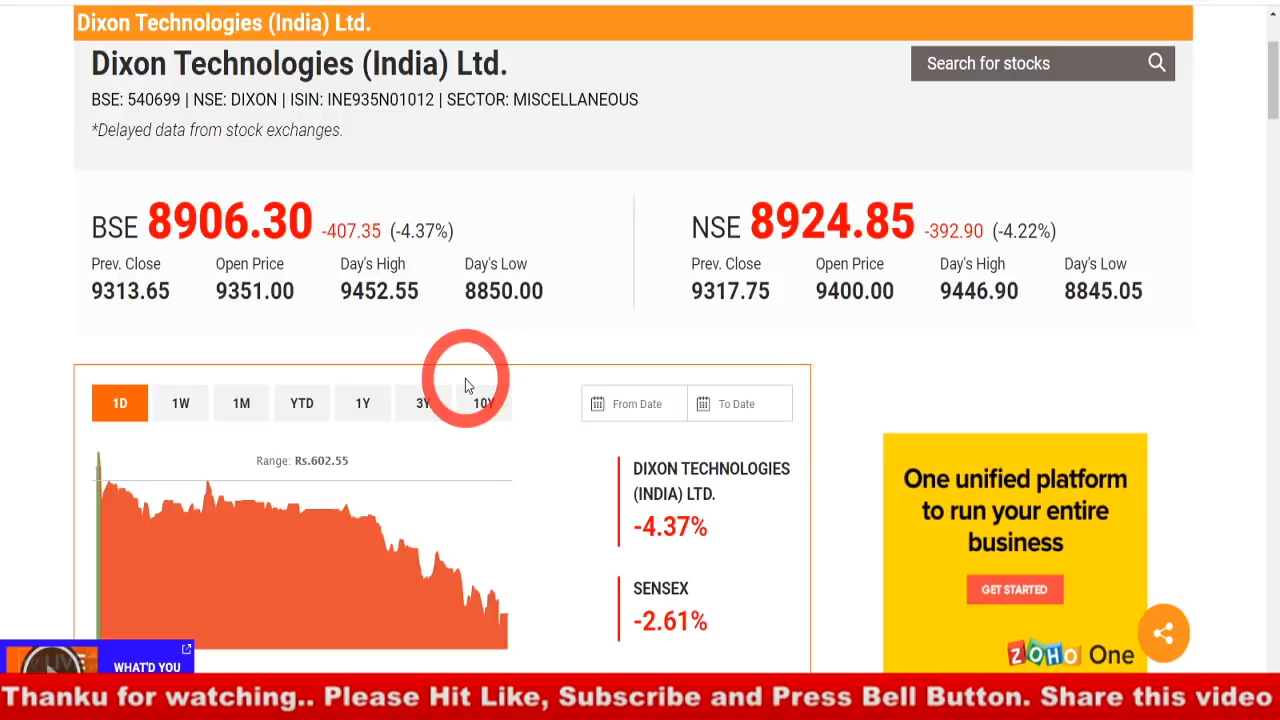 Dixon Technologies (India) Ltd.
Dixon Technologies (India) Ltd.
Search for stocks
BSE: 540699 | NSE: DIXON | ISIN: INE935N01012 | SECTOR: MISCELLANEOUS
*Delayed data from stock exchanges.
BSE 8906.30 -407.35 (-4.37%)
Prev. Close Open Price Day's High Day's Low
9313.65 9351.00 9452.55 8850.00
NSE 8924.85 -392.90 (-4.22%)
Prev. Close Open Price Day's High Day's Low
9317.75 9400.00 9446.90 8845.05
1D 1W 1M YTD 1Y 3Y 10Y
From Date To Date
Range: Rs.602.55
DIXON TECHNOLOGIES
(INDIA) LTD.
-4.37%
SENSEX
-2.61%
One unified platform
to run your entire
business
GET STARTED
ZOHO One
WHAT'D YOU
Thanku for watching.. Please Hit Like, Subscribe and Press Bell Button. Share this video